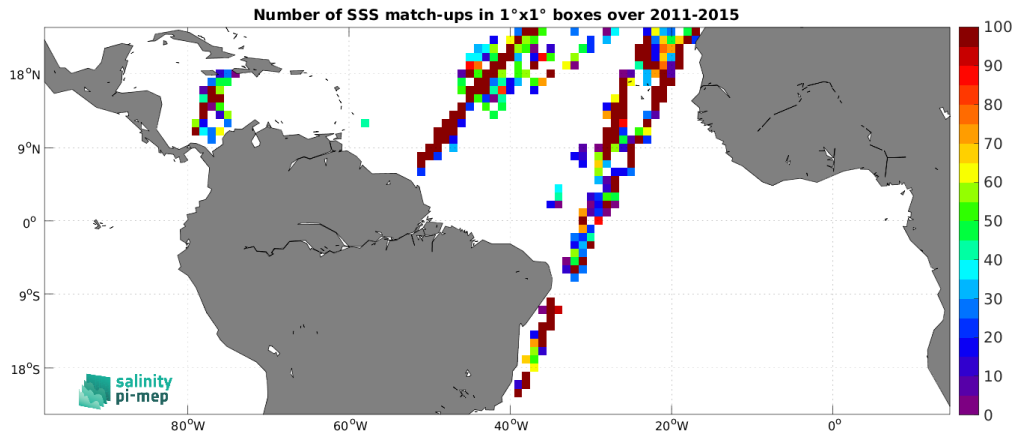 Number of SSS match-ups in 1°x1° boxes over 2011-2015
18°N
9°N
0°
9°S
18°S
80°W
60°W
40°W
20°W
0°
100
90
80
70
60
50
40
30
20
10
0
salinity
pi-mep